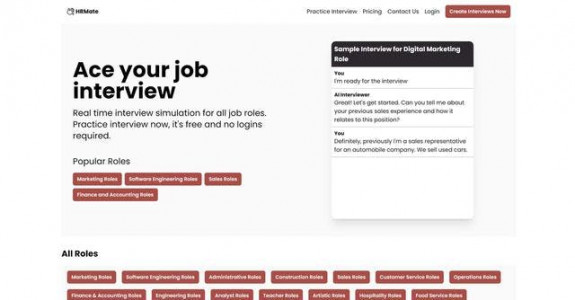 HRMate
Practice Interview Pricing Contact Us Login Create Interviews Now
Ace your job
interview
Real time interview simulation for all job roles.
Practice interview now, it's free and no logins
required.
Popular Roles
Marketing Roles Software Engineering Roles Sales Roles
Finance and Accounting Roles
Sample Interview for Digital Marketing
Role
You
I'm ready for the interview
AI Interviewer
Great! Let's get started. Can you tell me about
your previous sales experience and how it
relates to this position?
You
Definitely, previously I'm a sales representative
for an automobile company. We sell used cars.
All Roles
Marketing Roles Software Engineering Roles Administrative Roles Construction Roles Sales Roles Customer Service Roles Operations Roles
Finance & Accounting Roles Engineering Roles Analyst Roles Teacher Roles Artistic Roles Hospitality Roles Food Service Roles